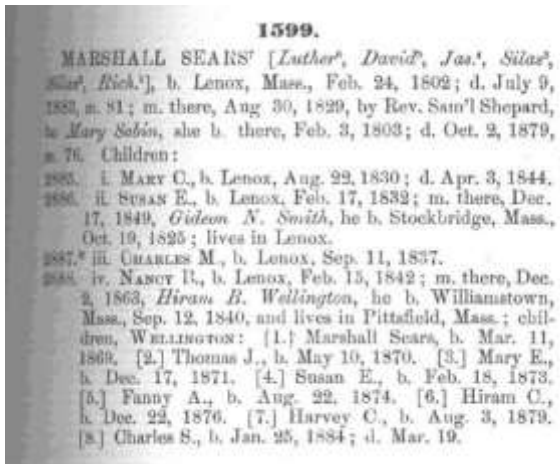 1599.
MARSHALL SEARS⁷ [Luther⁶, David⁵, Jas.⁴, Silas³,
Silas², Rich.¹], b. Lenox, Mass., Feb. 24, 1802; d. July 9,
1883, æ. 81; m. there, Aug 30, 1829, by Rev. Sam'l Shepard,
to Mary Sabin, she b. there, Feb. 3, 1803; d. Oct. 2, 1879,
æ. 76. Children:
2885. i. MARY C., b. Lenox, Aug. 22, 1830; d. Apr. 3, 1844.
2886. ii. SUSAN E., b. Lenox, Feb. 17, 1832; m. there, Dec.
17, 1849, Gideon N. Smith, he b. Stockbridge, Mass.,
Oct. 19, 1825; lives in Lenox.
2887.* iii. CHARLES M., b. Lenox, Sep. 11, 1837.
2888. iv. NANCY B., b. Lenox, Feb. 15, 1842; m. there, Dec.
2, 1863, Hiram B. Wellington, he b. Williamstown,
Mass., Sep. 12, 1840, and lives in Pittsfield, Mass.; chil-
dren, WELLINGTON: [1.] Marshall Sears, b. Mar. 11,
1869. [2.] Thomas J., b. May 10, 1870. [3.] Mary E.,
b. Dec. 17, 1871. [4.] Susan E., b. Feb. 18, 1873.
[5.] Fanny A., b. Aug. 22, 1874. [6.] Hiram C.,
b. Dec. 22, 1876. [7.] Harvey C., b. Aug. 3, 1879.
[8.] Charles S., b. Jan. 25, 1884; d. Mar. 19.